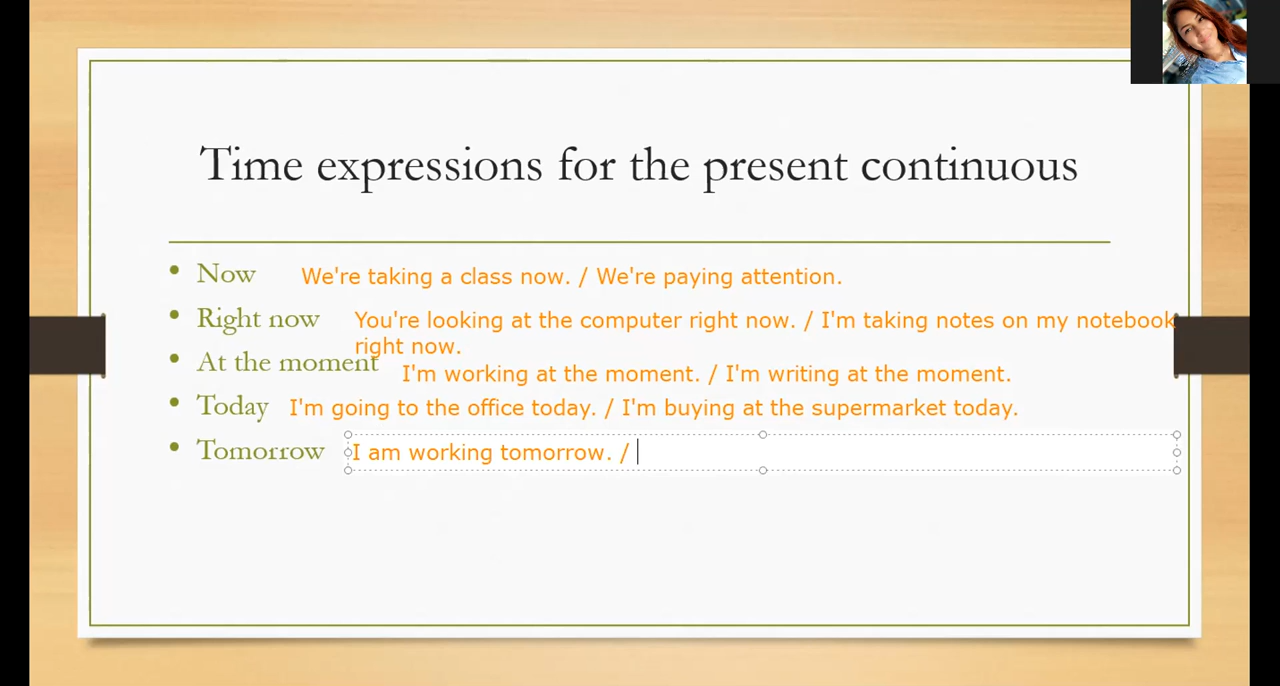 Time expressions for the present continuous
• Now We're taking a class now. / We're paying attention.
• Right now You're looking at the computer right now. / I'm taking notes on my notebook
right now.
• At the moment I'm working at the moment. / I'm writing at the moment.
• Today I'm going to the office today. / I'm buying at the supermarket today.
• Tomorrow I am working tomorrow. /